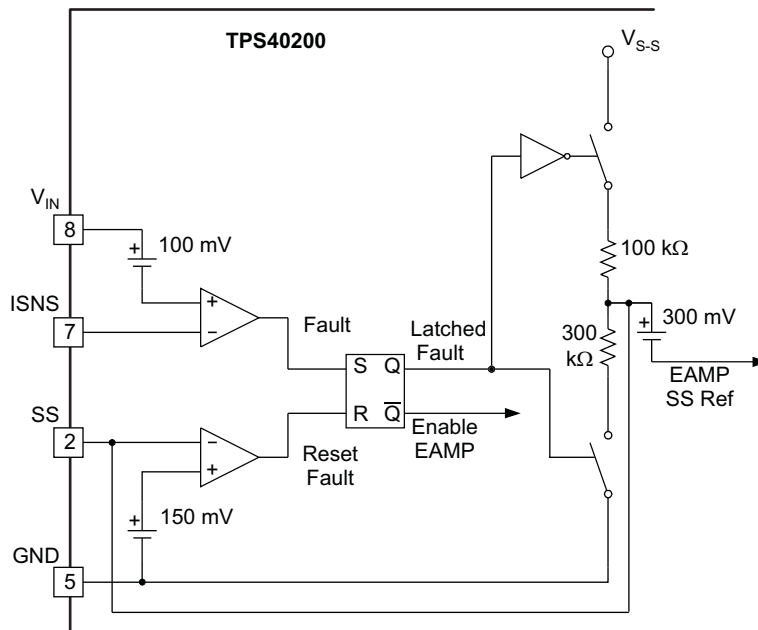 TPS40200
V_S-S
V_IN
8
+
100 mV
ISNS
7
+
−
Fault
100 kΩ
Latched
Fault
300
kΩ
+
300 mV
EAMP
SS Ref
S Q
R Q̅
Enable
EAMP
SS
2
−
+
Reset
Fault
+
150 mV
GND
5